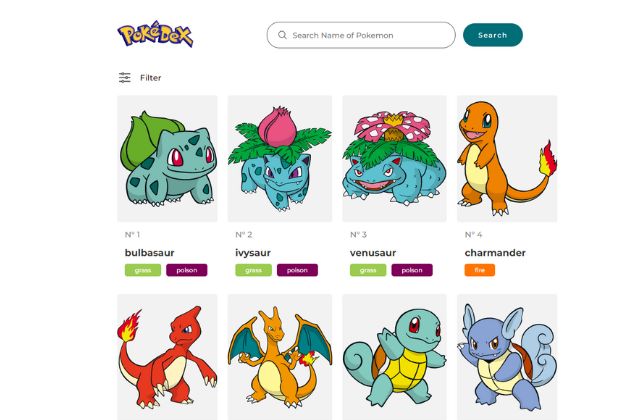 POKéDEX
Search Name of Pokemon
Search
Filter
N° 1
N° 2
N° 3
N° 4
bulbasaur
ivysaur
venusaur
charmander
grass poison
grass poison
grass poison
fire